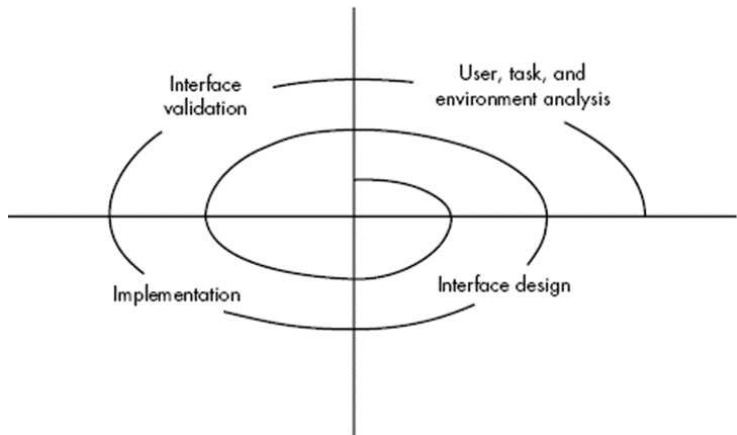 Interface
validation
User, task, and
environment analysis
Implementation
Interface design